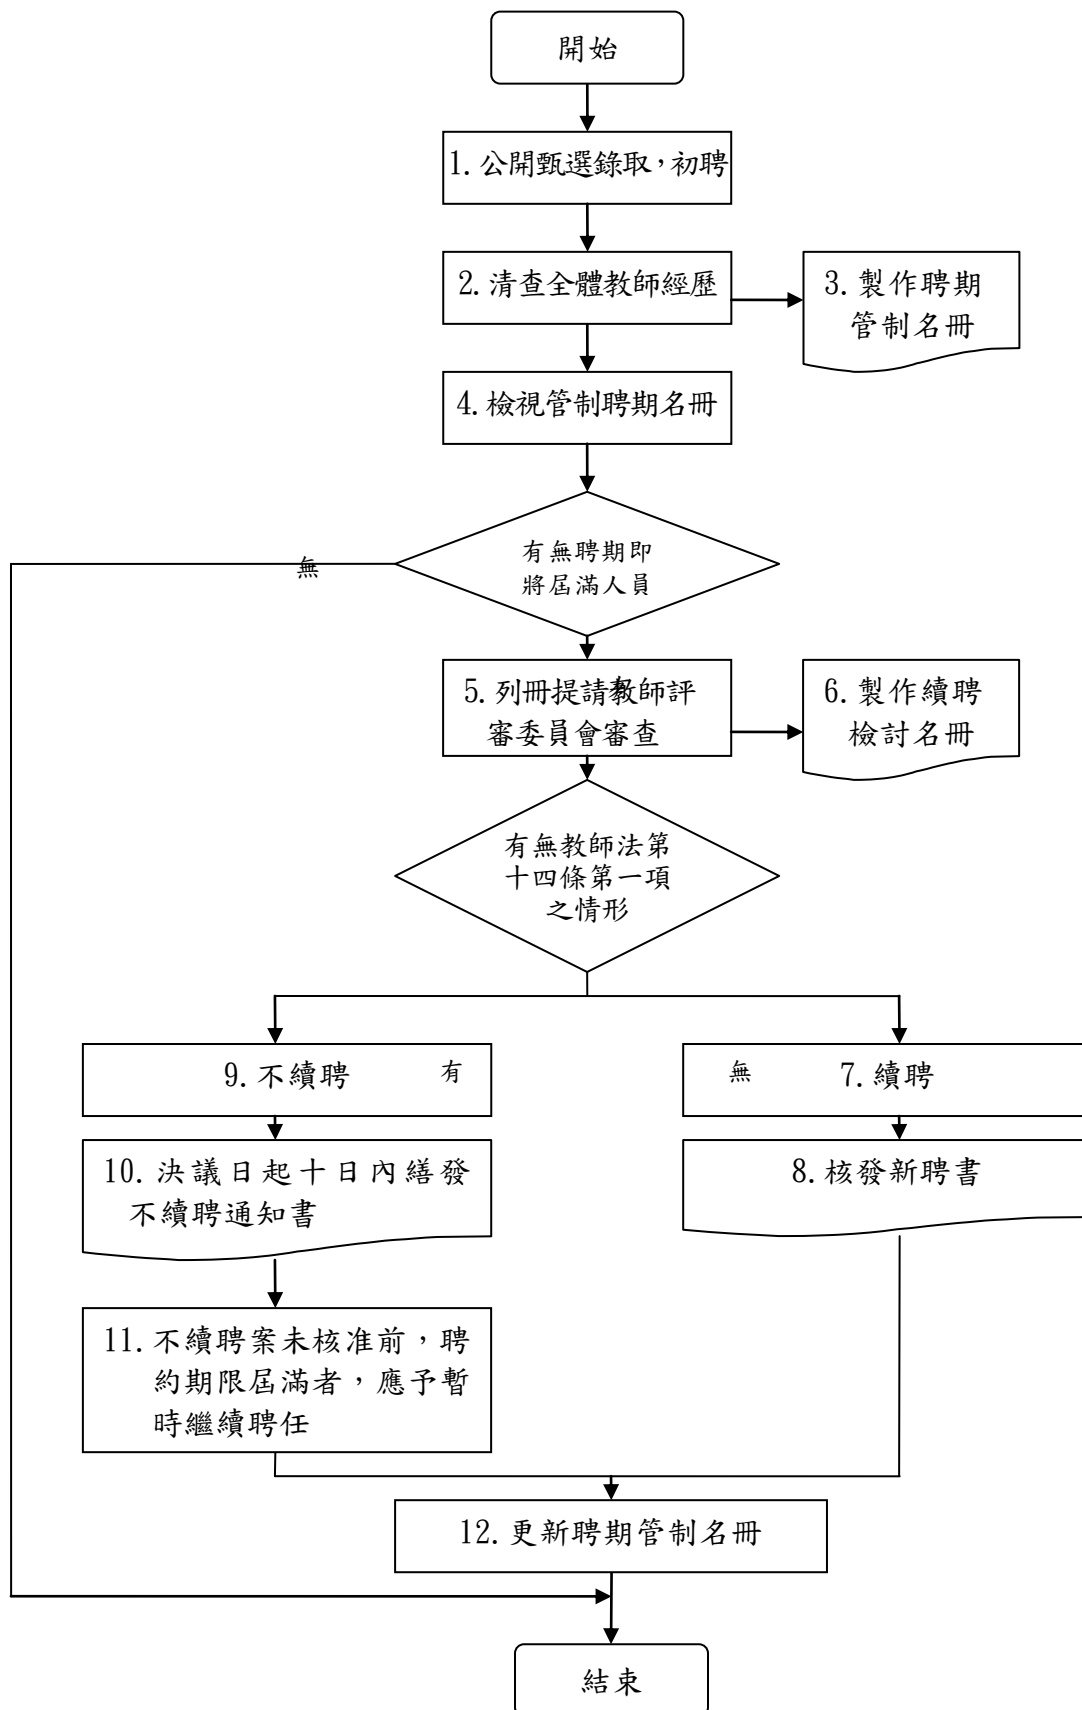 開始
1.公開甄選錄取，初聘
2.清查全體教師經歷
3.製作聘期
管制名冊
4.檢視管制聘期名冊
有無聘期即
將屆滿人員
無
5.列冊提請教師評
審委員會審查
有
6.製作續聘
檢討名冊
有無教師法第
十四條第一項
之情形
9.不續聘
有
無
7.續聘
10.決議日起十日內繕發
不續聘通知書
8.核發新聘書
11.不續聘案未核准前，聘
約期限屆滿者，應予暫
時繼續聘任
12.更新聘期管制名冊
結束